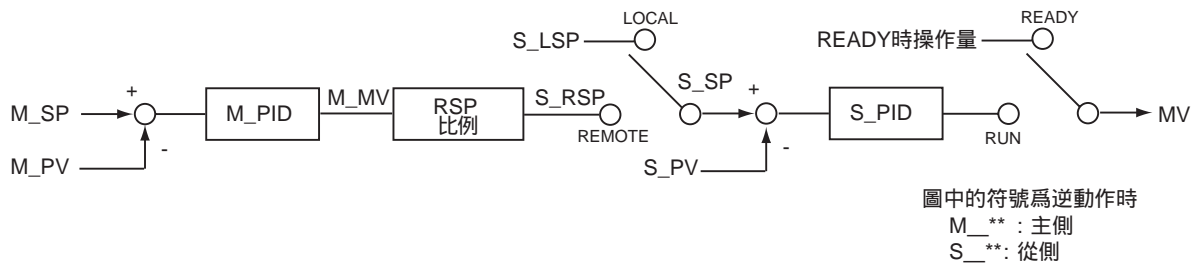 LOCAL
READY
S_LSP
READY時操作量
S_SP
+
+
M_SP
M_PID
M_MV
RSP
比例
S_RSP
S_PID
MV
REMOTE
RUN
-
-
M_PV
S_PV
圖中的符號爲逆動作時
M__** : 主側
S__**: 從側